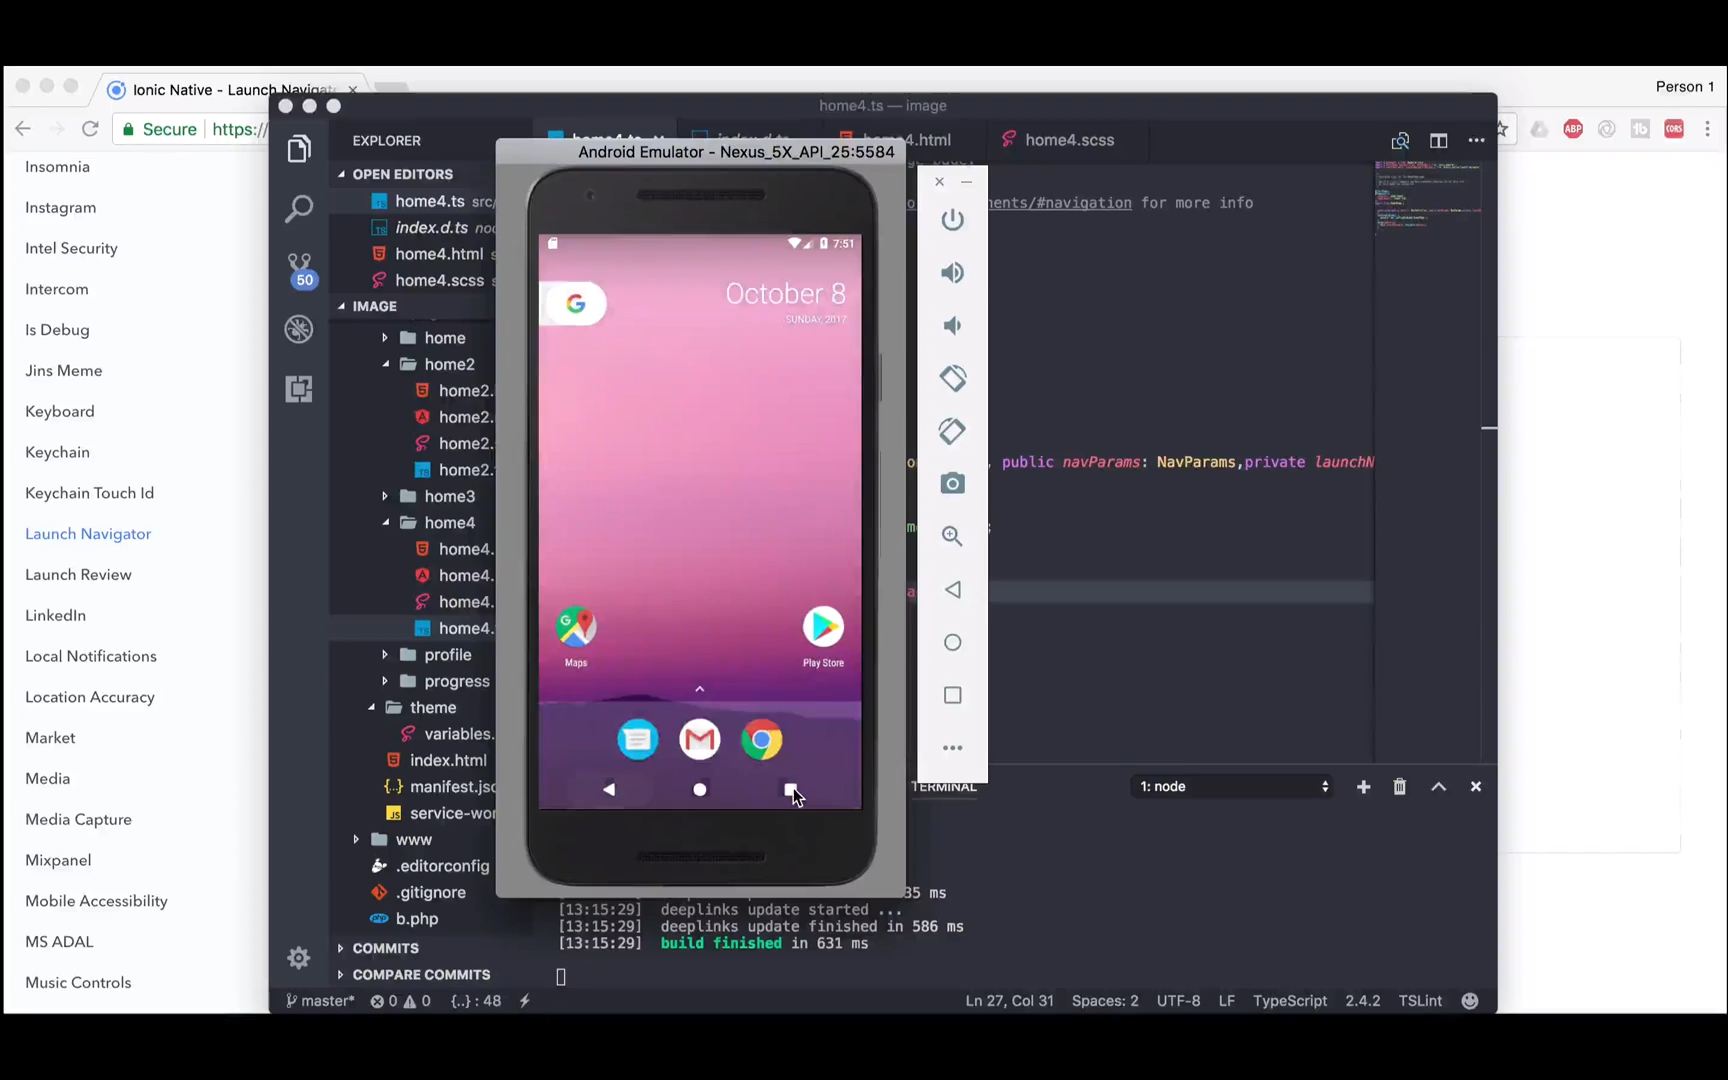 Ionic Native - Launch Navigat
Person 1
Secure
https://
Insomnia
Instagram
Intel Security
Intercom
Is Debug
Jins Meme
Keyboard
Keychain
Keychain Touch Id
Launch Navigator
Launch Review
LinkedIn
Local Notifications
Location Accuracy
Market
Media
Media Capture
Mixpanel
Mobile Accessibility
MS ADAL
Music Controls
home4.ts — image
EXPLORER
OPEN EDITORS
home4.ts src/
index.d.ts
home4.html
home4.scss
50
IMAGE
home
home2
home2.
home2.
home2.
home2.
home3
home4
home4.
home4.
home4.
home4.
profile
progress
theme
variables.
index.html
manifest.jsc
service-wor
www
.editorconfig
.gitignore
b.php
COMMITS
COMPARE COMMITS
home4.ts
index.d.ts
.html
home4.scss
ents/#navigation for more info
, public navParams: NavParams,private launchN
Android Emulator - Nexus_5X_API_25:5584
7:51
October 8
SUNDAY, 2017
Maps
Play Store
TERMINAL
1: node
35 ms
[13:15:29] deeplinks update started ...
[13:15:29] deeplinks update finished in 586 ms
[13:15:29] build finished in 631 ms
master*
0
0
{..} : 48
Ln 27, Col 31
Spaces: 2
UTF-8
LF
TypeScript
2.4.2
TSLint
ABP
CORS